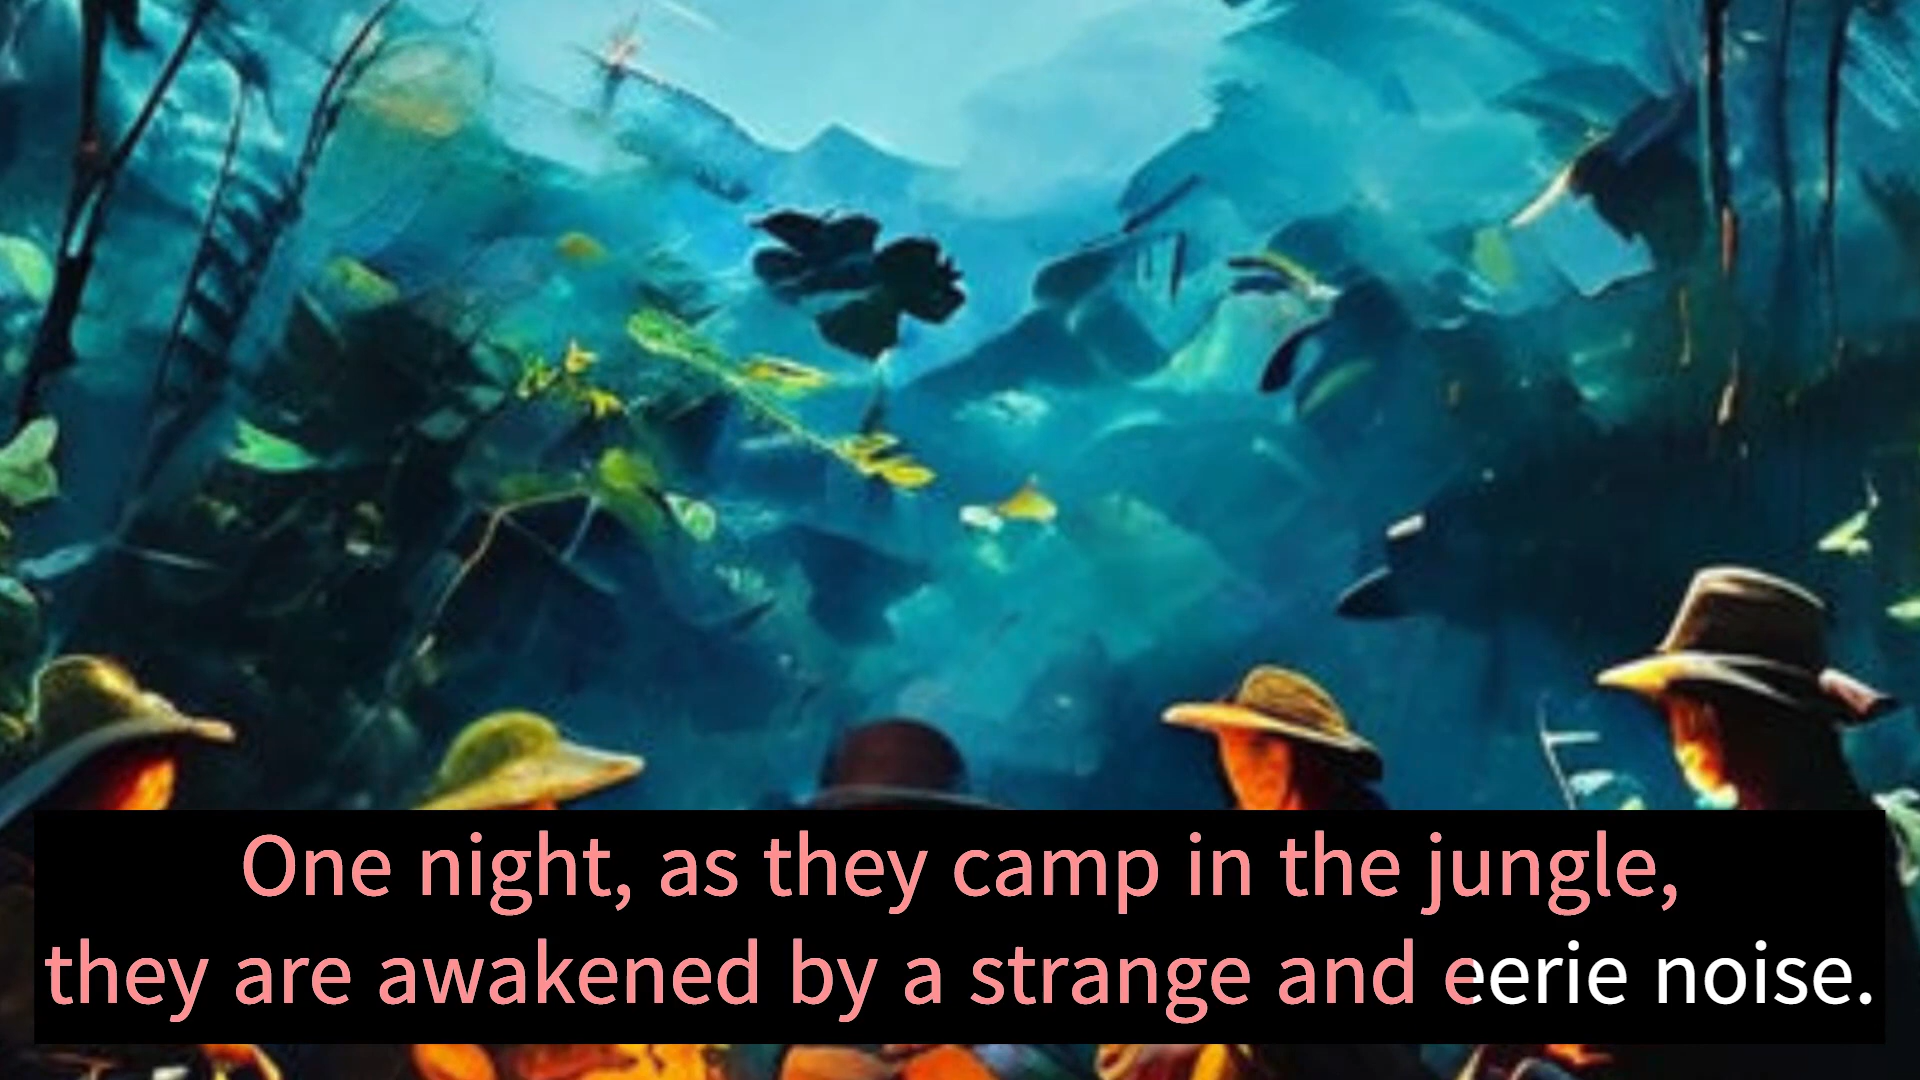 One night, as they camp in the jungle,
they are awakened by a strange and eerie noise.